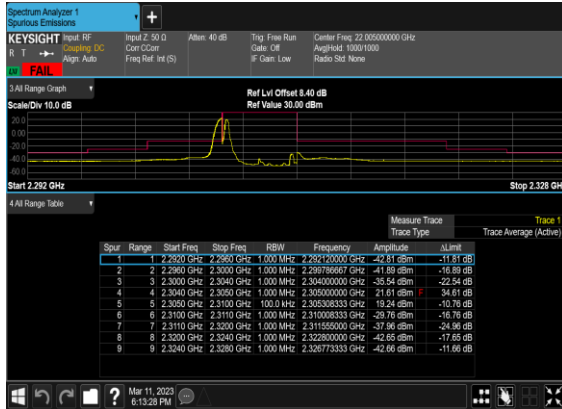 Spectrum Analyzer 1
Spurious Emissions
KEYSIGHT Input: RF Input Z: 50 Ω Atten: 40 dB Trig: Free Run Center Freq: 22.005000000 GHz
R T Coupling: DC Corr CCorr Gate: Off Avg|Hold: 1000/1000
Align: Auto Freq Ref: Int (S) IF Gain: Low Radio Std: None
LU FAIL
3 All Range Graph Ref Lvl Offset 8.40 dB
Scale/Div 10.0 dB Ref Value 30.00 dBm
20.0
0.00
-20.0
-40.0
-60.0
Start 2.292 GHz Stop 2.328 GH
4 All Range Table
Measure Trace Trace 1
Trace Type Trace Average (Active)
Spur Range Start Freq Stop Freq RBW Frequency Amplitude ΔLimit
1 1 2.2920 GHz 2.2960 GHz 1.000 MHz 2.292120000 GHz -42.81 dBm -11.81 dB
2 2 2.2960 GHz 2.3000 GHz 1.000 MHz 2.299786667 GHz -41.89 dBm -16.89 dB
3 3 2.3000 GHz 2.3040 GHz 1.000 MHz 2.304000000 GHz -35.54 dBm -22.54 dB
4 4 2.3040 GHz 2.3050 GHz 1.000 MHz 2.305000000 GHz 21.61 dBm F 34.61 dB
5 5 2.3050 GHz 2.3100 GHz 100.0 kHz 2.305308333 GHz 19.24 dBm -10.76 dB
6 6 2.3100 GHz 2.3110 GHz 1.000 MHz 2.310008333 GHz -29.76 dBm -16.76 dB
7 7 2.3110 GHz 2.3200 GHz 1.000 MHz 2.311555000 GHz -37.96 dBm -24.96 dB
8 8 2.3200 GHz 2.3240 GHz 1.000 MHz 2.322800000 GHz -42.65 dBm -17.65 dB
9 9 2.3240 GHz 2.3280 GHz 1.000 MHz 2.326773333 GHz -42.66 dBm -11.66 dB
? Mar 11, 2023
6:13:28 PM